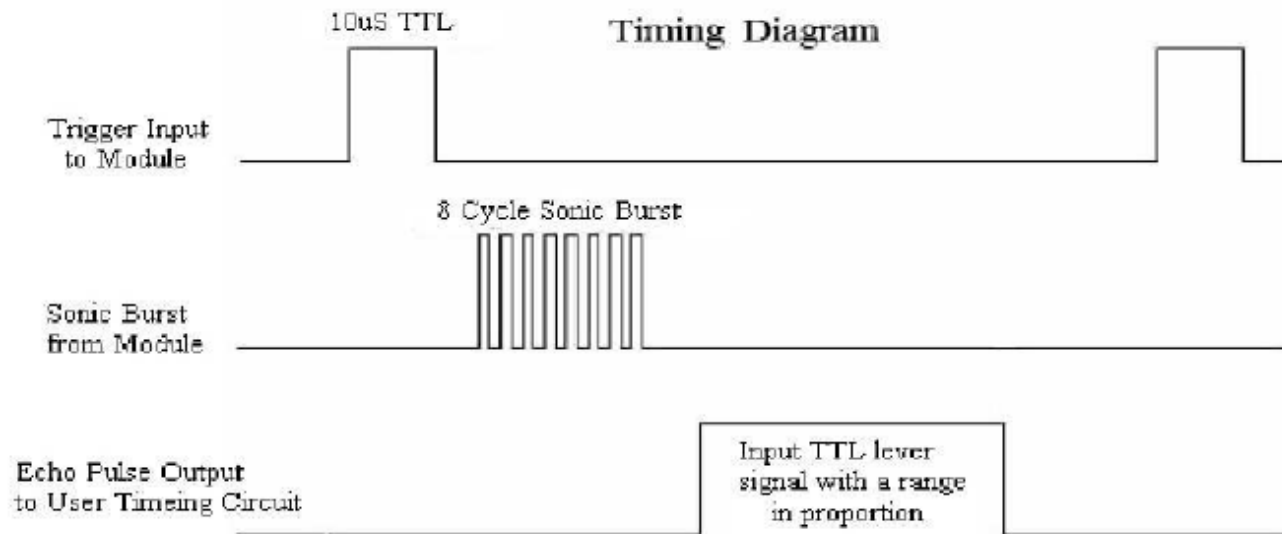 10uS TTL
Timing Diagram
Trigger Input
to Module
8 Cycle Sonic Burst
Sonic Burst
from Module
Echo Pulse Output
to User Timeing Circuit
Input TTL lever
signal with a range
in proportion